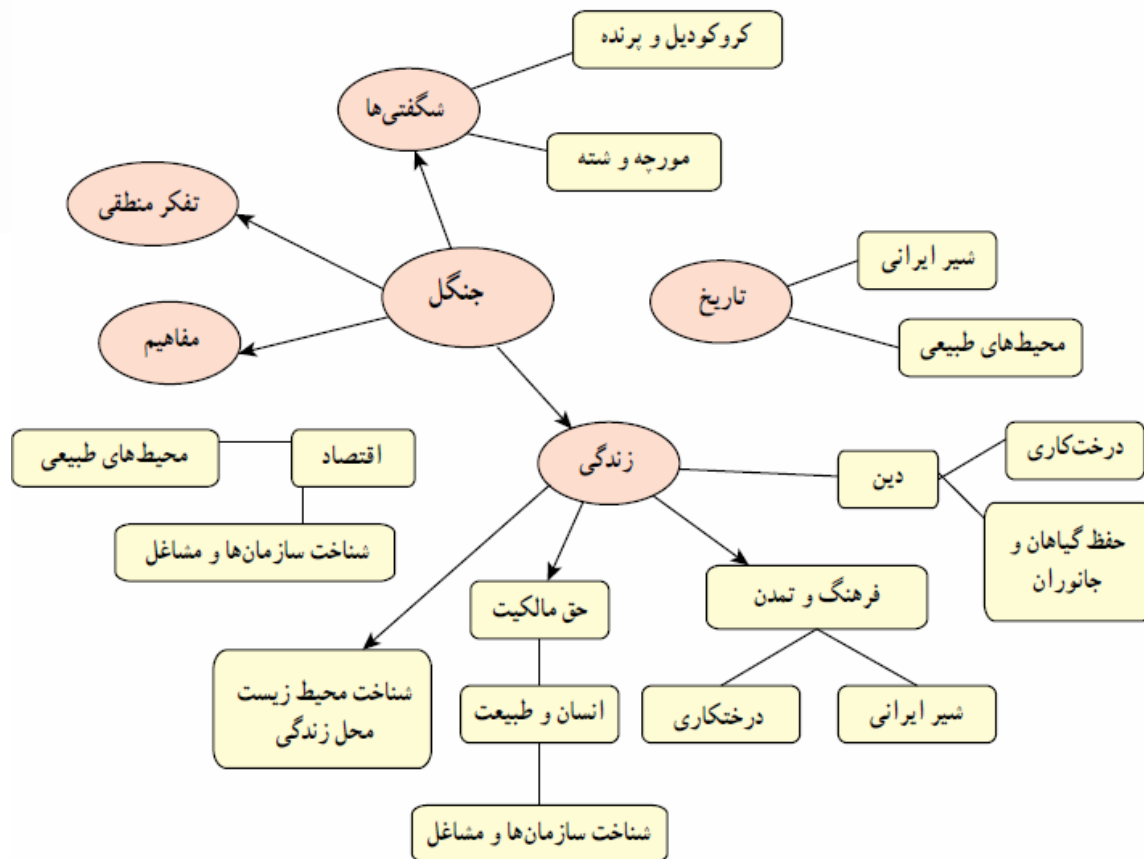 کروکودیل و پرنده
شگفتی‌ها
مورچه و شته
تفکر منطقی
جنگل
مفاهیم
شیر ایرانی
تاریخ
محیط‌های طبیعی
زندگی
اقتصاد
محیط‌های طبیعی
شناخت سازمان‌ها و مشاغل
دین
درخت‌کاری
حفظ گیاهان و
جانوران
فرهنگ و تمدن
شیر ایرانی
درختکاری
حق مالکیت
انسان و طبیعت
شناخت سازمان‌ها و مشاغل
شناخت محیط زیست
محل زندگی